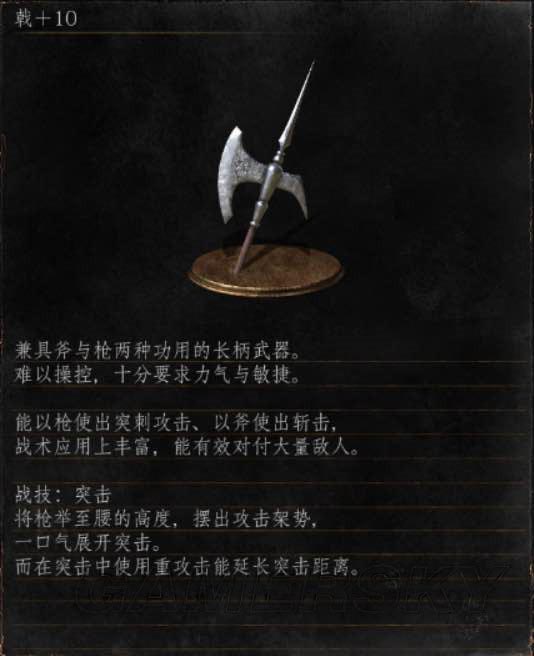 戟＋10
兼具斧与枪两种功用的长柄武器。
难以操控，十分要求力气与敏捷。
能以枪使出突刺攻击、以斧使出斩击，
战术应用上丰富，能有效对付大量敌人。
战技：突击
将枪举至腰的高度，摆出攻击架势，
一口气展开突击。
而在突击中使用重攻击能延长突击距离。
GAMERSKY